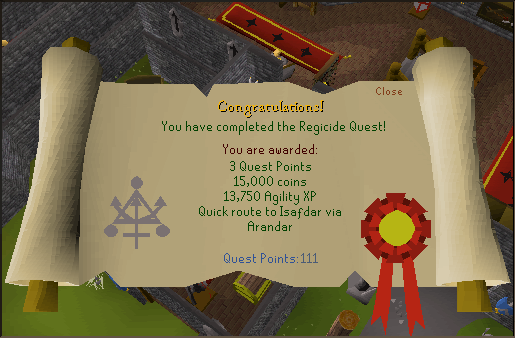 Close
Congratulations!
You have completed the Regicide Quest!
You are awarded:
3 Quest Points
15,000 coins
13,750 Agility XP
Quick route to Isafdar via
Arandar
Quest Points: 111